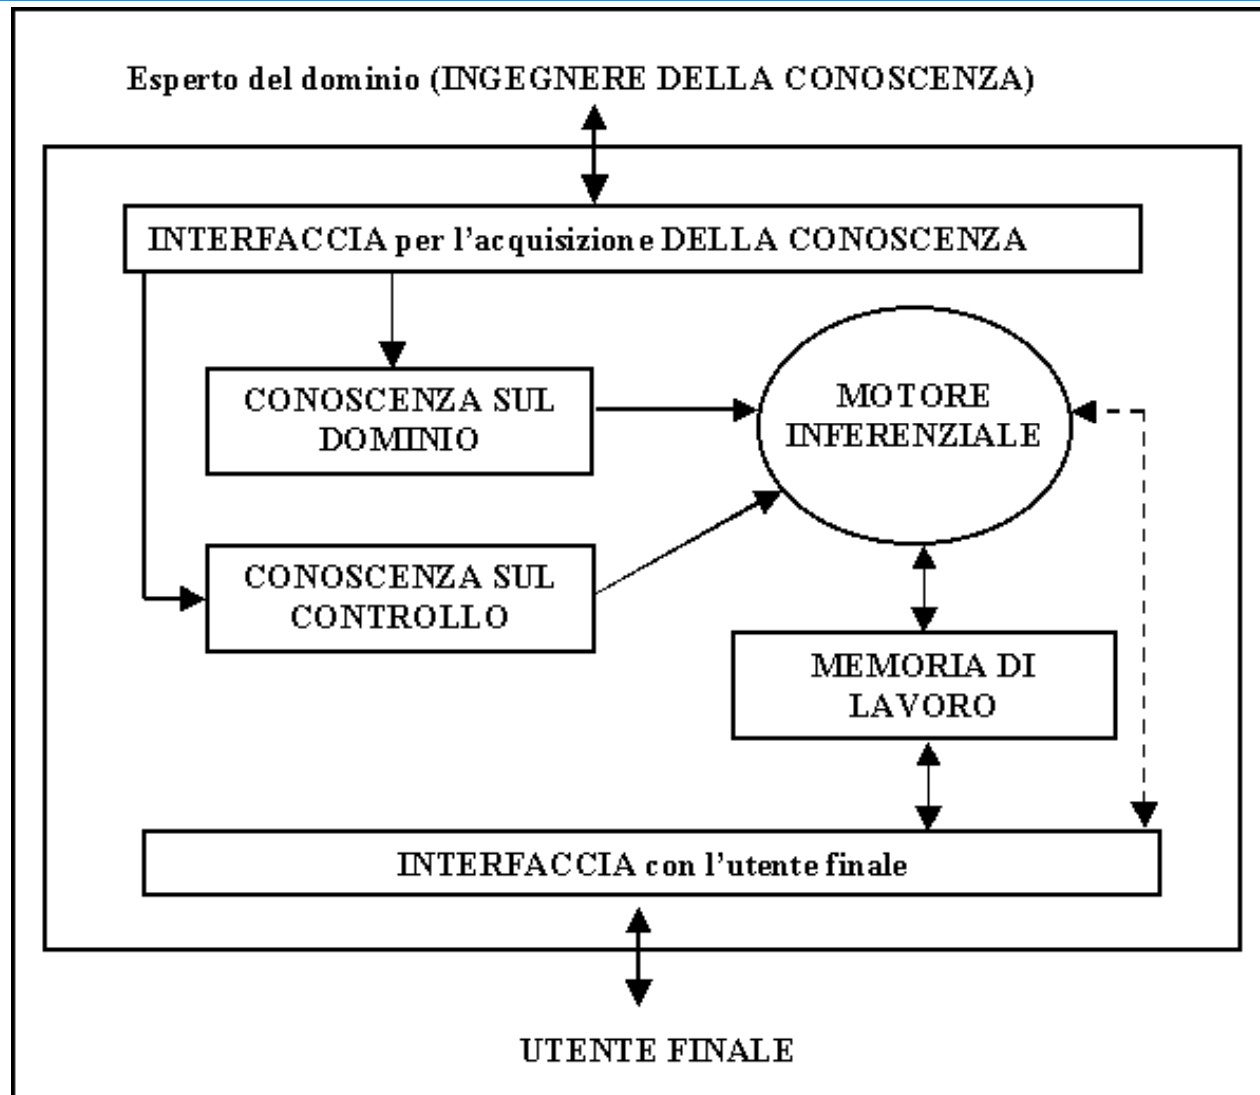 Esperto del dominio (INGEGNERE DELLA CONOSCENZA)
INTERFACCIA per l'acquisizione DELLA CONOSCENZA
CONOSCENZA SUL
DOMINIO
MOTORE
INFERENZIALE
CONOSCENZA SUL
CONTROLLO
MEMORIA DI
LAVORO
INTERFACCIA con l'utente finale
UTENTE FINALE